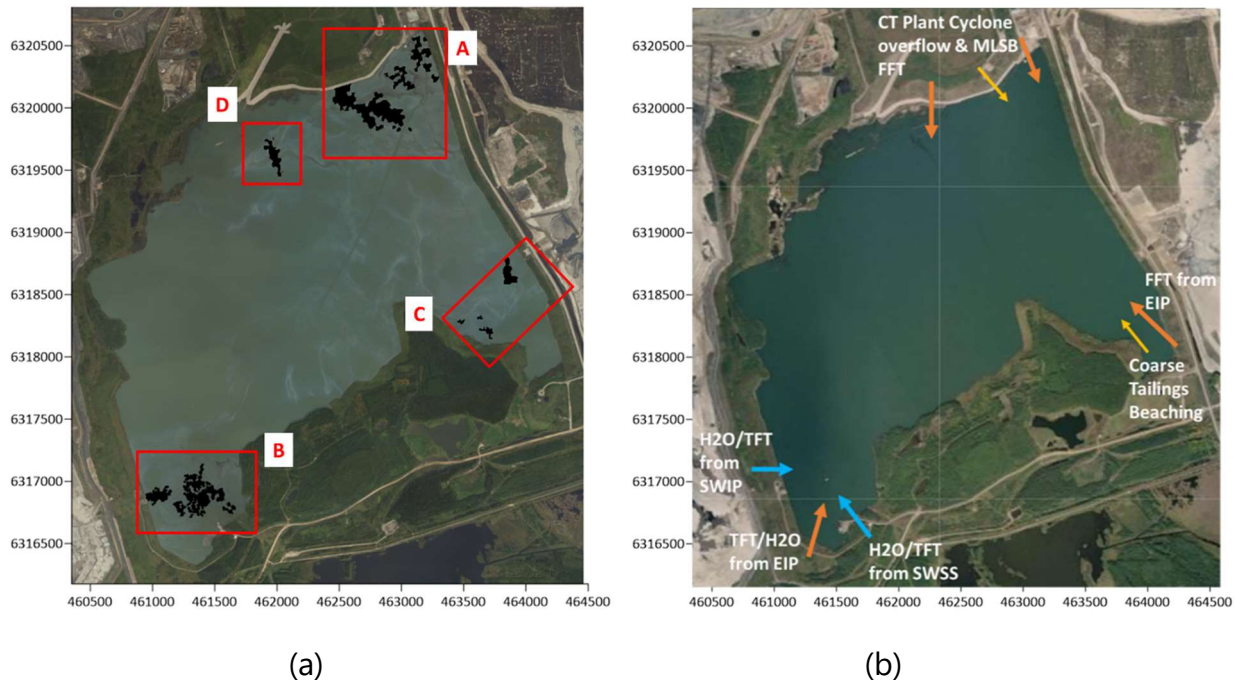 6320500
6320000
6319500
6319000
6318500
6318000
6317500
6317000
6316500
460500 461000 461500 462000 462500 463000 463500 464000 464500
A
D
C
B
(a)
6320500
6320000
6319500
6319000
6318500
6318000
6317500
6317000
6316500
460500 461000 461500 462000 462500 463000 463500 464000 464500
CT Plant Cyclone
overflow & MLSB
FFT
FFT from
EIP
Coarse
Tailings
Beaching
H2O/TFT
from
SWIP
TFT/H2O
from EIP
H2O/TFT
from SWSS
(b)